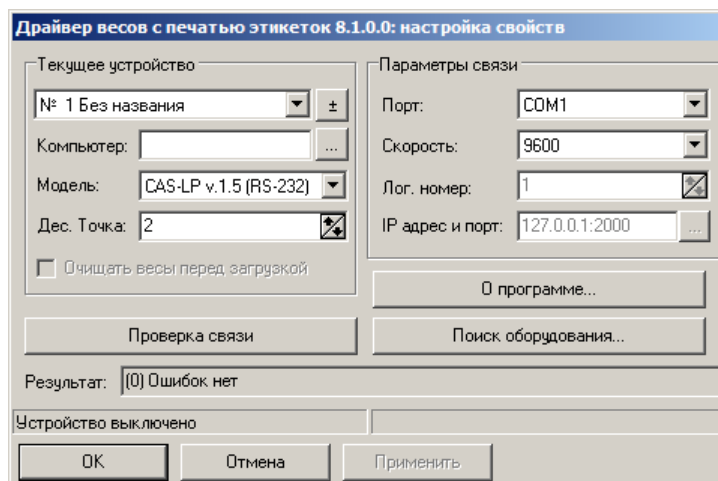 Драйвер весов с печатью этикеток 8.1.0.0: настройка свойств
Текущее устройство
№ 1 Без названия
±
Компьютер:
...
Модель: CAS-LP v.1.5 (RS-232)
Дес. Точка: 2
Очищать весы перед загрузкой
Проверка связи
Параметры связи
Порт: COM1
Скорость: 9600
Лог. номер: 1
IP адрес и порт: 127.0.0.1:2000 ...
О программе...
Поиск оборудования...
Результат: (0) Ошибок нет
Устройство выключено
OK Отмена Применить